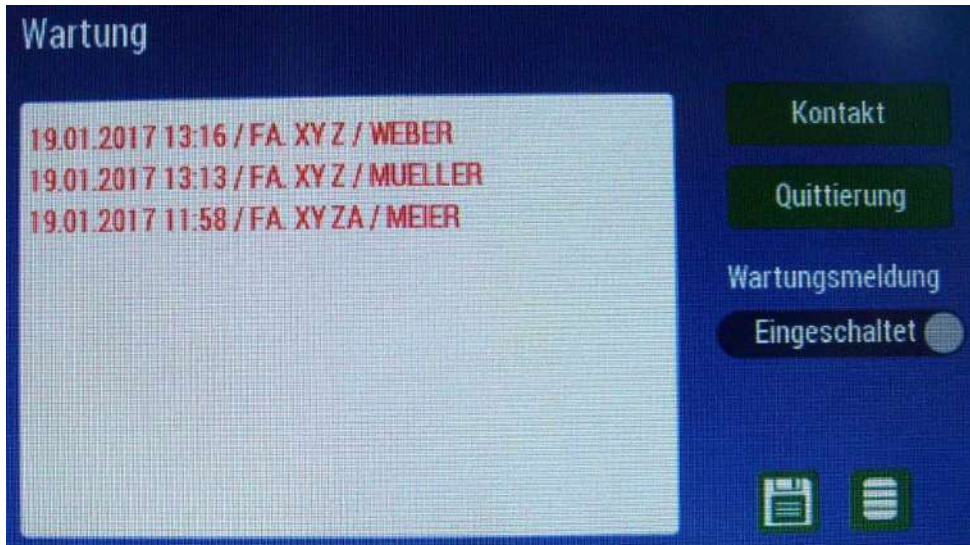 Wartung
19.01.2017 13:16 / FA. XY Z / WEBER
19.01.2017 13:13 / FA. XY Z / MUELLER
19.01.2017 11:58 / FA. XY ZA / MEIER
Kontakt
Quittierung
Wartungsmeldung
Eingeschaltet